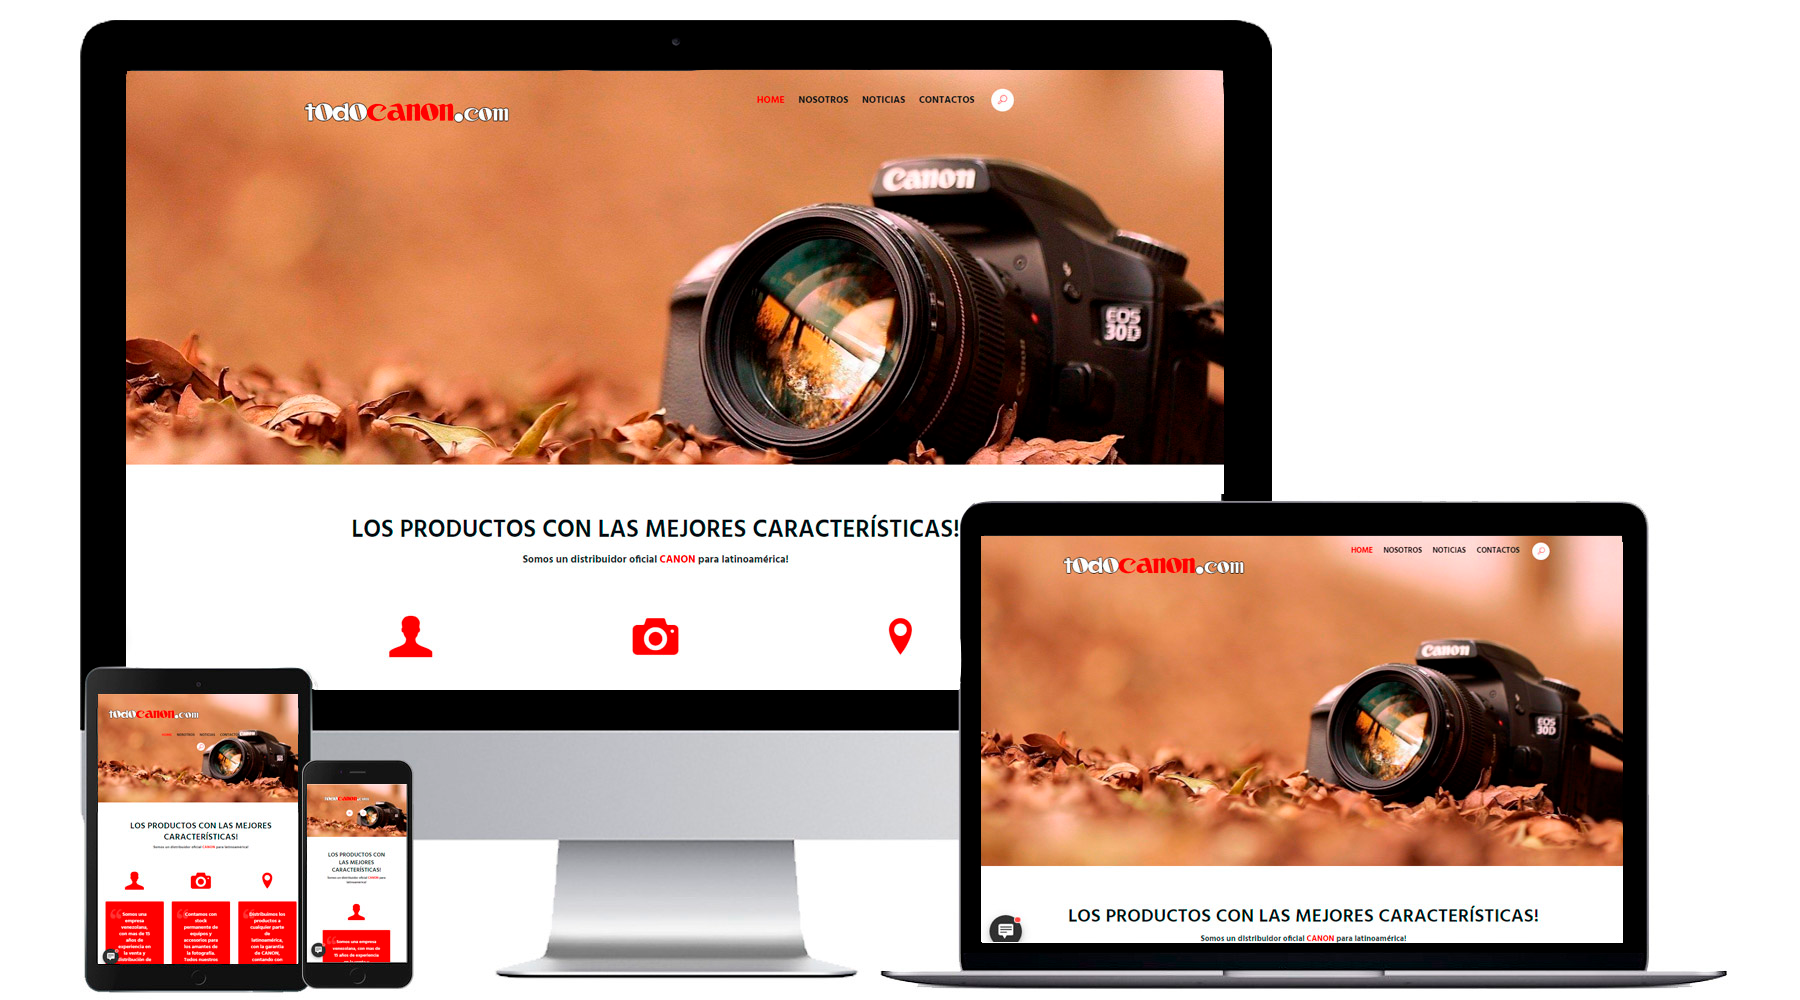 todocanon.com
HOME NOSOTROS NOTICIAS CONTACTOS
Canon
EOS
30D
Canon
LOS PRODUCTOS CON LAS MEJORES CARACTERÍSTICAS!
Somos un distribuidor oficial CANON para latinoamérica!
todocanon.com
HOME NOSOTROS NOTICIAS CONTACTOS
Canon
EOS
30D
LOS PRODUCTOS CON LAS MEJORES CARACTERÍSTICAS!
Somos un distribuidor oficial CANON para latinoamérica!
todocanon.com
HOME NOSOTROS NOTICIAS CONTACTOS
LOS PRODUCTOS CON LAS MEJORES
CARACTERÍSTICAS!
Somos un distribuidor oficial CANON para latinoamérica!
Somos una
empresa
venezolana,
con mas de 15
años de
experiencia en
la venta y
distribución de
Contamos con
stock
permanente de
equipos y
accesorios para
los amantes de
la fotografía.
Todos nuestros
Distribuimos los
productos a
cualquier parte
de
latinoamérica,
con la garantía
de CANON,
contando con
todocanon.com
LOS PRODUCTOS CON
LAS MEJORES
CARACTERÍSTICAS!
Somos un distribuidor oficial CANON para
latinoamérica!
Somos una empresa
venezolana, con mas de
15 años de experiencia